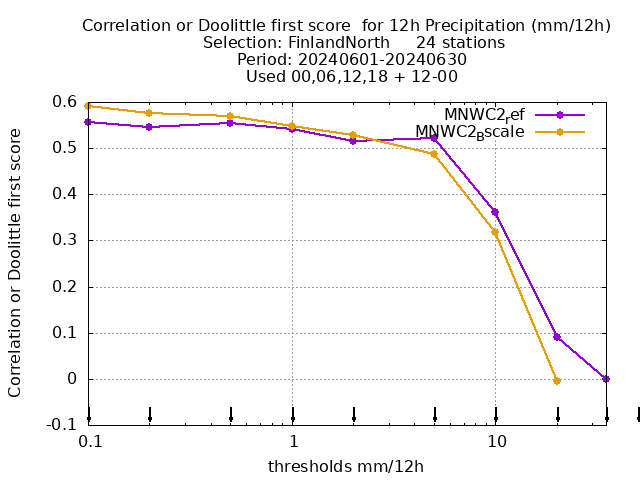 Correlation or Doolittle first score  for 12h Precipitation (mm/12h)
Selection: FinlandNorth     24 stations
Period: 20240601-20240630
Used 00,06,12,18 + 12-00
MNWC2ref
MNWC2Bscale
Correlation or Doolittle first score
0.6
0.5
0.4
0.3
0.2
0.1
0
-0.1
0.1 1 10
thresholds mm/12h